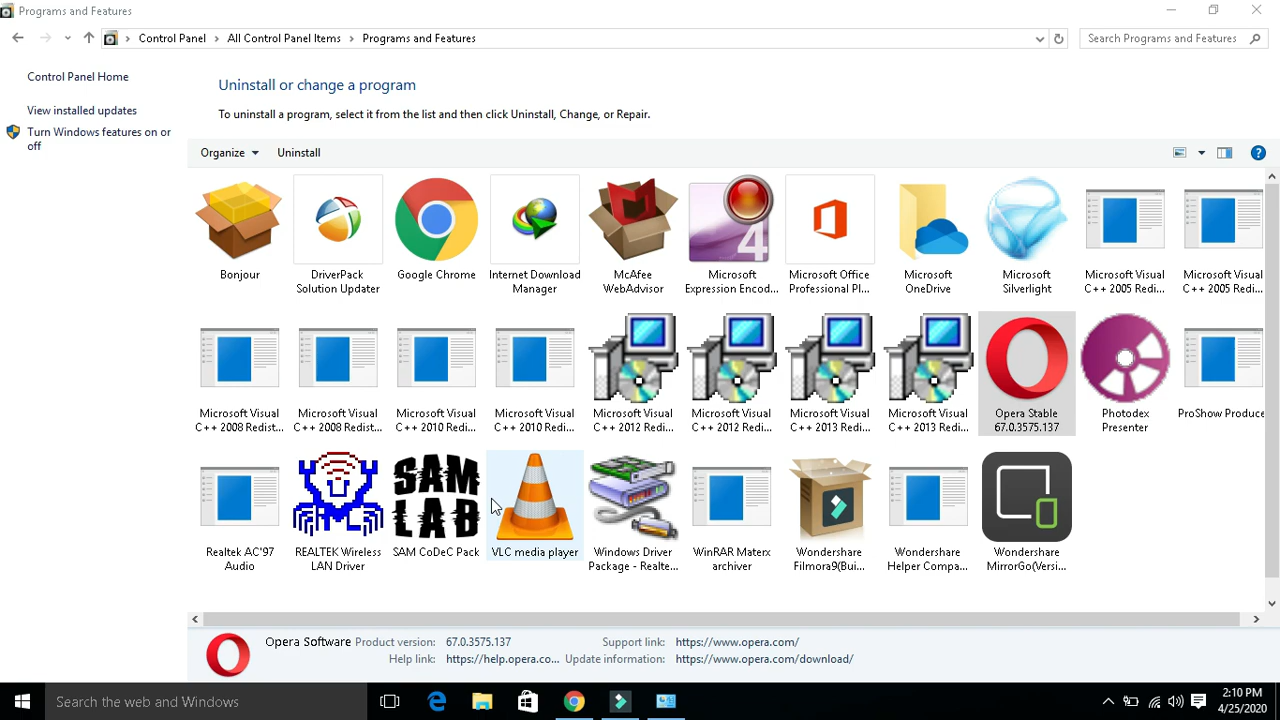 Programs and Features
Control Panel > All Control Panel Items > Programs and Features
Search Programs and Features
Control Panel Home
View installed updates
Turn Windows features on or
off
Uninstall or change a program
To uninstall a program, select it from the list and then click Uninstall, Change, or Repair.
Organize
Uninstall
Bonjour
DriverPack
Solution Updater
Google Chrome
Internet Download
Manager
McAfee
WebAdvisor
4
Microsoft
Expression Encod...
Microsoft Office
Professional Pl...
Microsoft
OneDrive
Microsoft
Silverlight
Microsoft Visual
C++ 2005 Redi...
Microsoft Visual
C++ 2005 Redi...
Microsoft Visual
C++ 2008 Redist...
Microsoft Visual
C++ 2008 Redist...
Microsoft Visual
C++ 2010 Redist...
Microsoft Visual
C++ 2010 Redist...
Microsoft Visual
C++ 2012 Redi...
Microsoft Visual
C++ 2012 Redi...
Microsoft Visual
C++ 2013 Redi...
Microsoft Visual
C++ 2013 Redi...
Opera Stable
67.0.3575.137
Photodex
Presenter
ProShow Produce
Realtek AC'97
Audio
REALTEK Wireless
LAN Driver
SAM
LAB
SAM CoDeC Pack
VLC media player
Windows Driver
Package - Realte...
WinRAR Materx
archiver
Wondershare
Filmora9(Bui...
Wondershare
Helper Compa...
Wondershare
MirrorGo(Versi...
Opera Software Product version: 67.0.3575.137 Support link: https://www.opera.com/
Help link: https://help.opera.co... Update information: https://www.opera.com/download/
Search the web and Windows
2:10 PM
4/25/2020